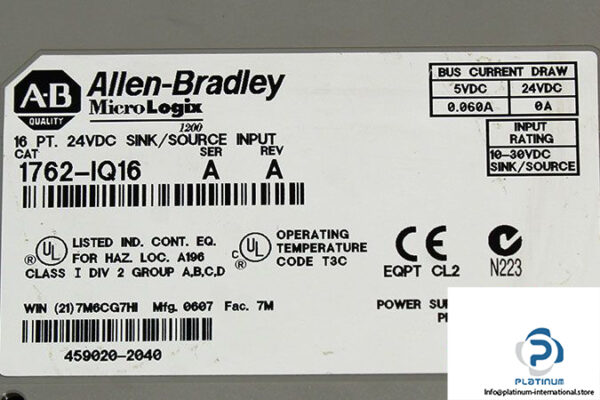 A-B
QUALITY
Allen-Bradley
MicroLogix
1200
16 PT. 24VDC SINK/SOURCE INPUT
CAT SER REV
1762-IQ16 A A
BUS CURRENT DRAW
5VDC 24VDC
0.060A 0A
INPUT
RATING
10-30VDC
SINK/SOURCE
UL LISTED IND. CONT. EQ.
FOR HAZ. LOC. A196
CLASS I DIV 2 GROUP A,B,C,D
C UL OPERATING
TEMPERATURE
CODE T3C
CE
EQPT CL2
N223
WIN (21)7M6CG7HI Mfg. 0607 Fac. 7M
POWER SU
459020-2040
PLATINUM
Info@platinum-international.store